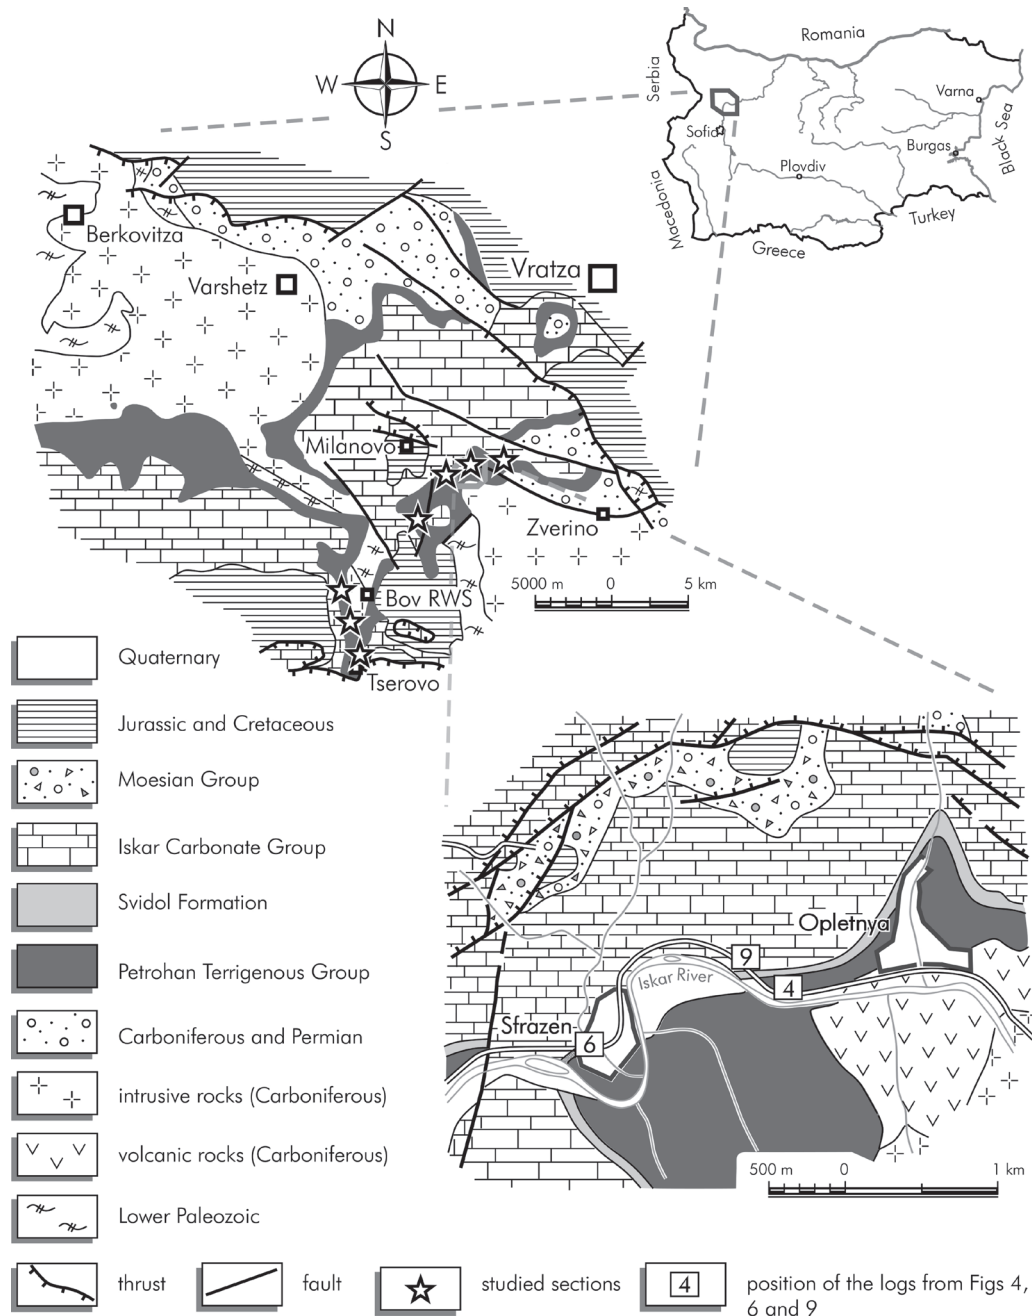 N
W
E
S
Romania
Serbia
Varna
Sofia
Black Sea
Burgas
Plovdiv
Macedonia
Turkey
Greece
Berkovitza
Varshetz
Vratza
Milanovo
Zverino
5000 m 0 5 km
Bov RWS
Tserovo
Quaternary
Jurassic and Cretaceous
Moesian Group
Iskar Carbonate Group
Svidol Formation
Petrohan Terrigenous Group
Carboniferous and Permian
intrusive rocks (Carboniferous)
volcanic rocks (Carboniferous)
Lower Paleozoic
Opletnya
9
Iskar River
4
Sfrazen
6
500 m 0 1 km
thrust
fault
studied sections
4
position of the logs from Figs 4,
6 and 9